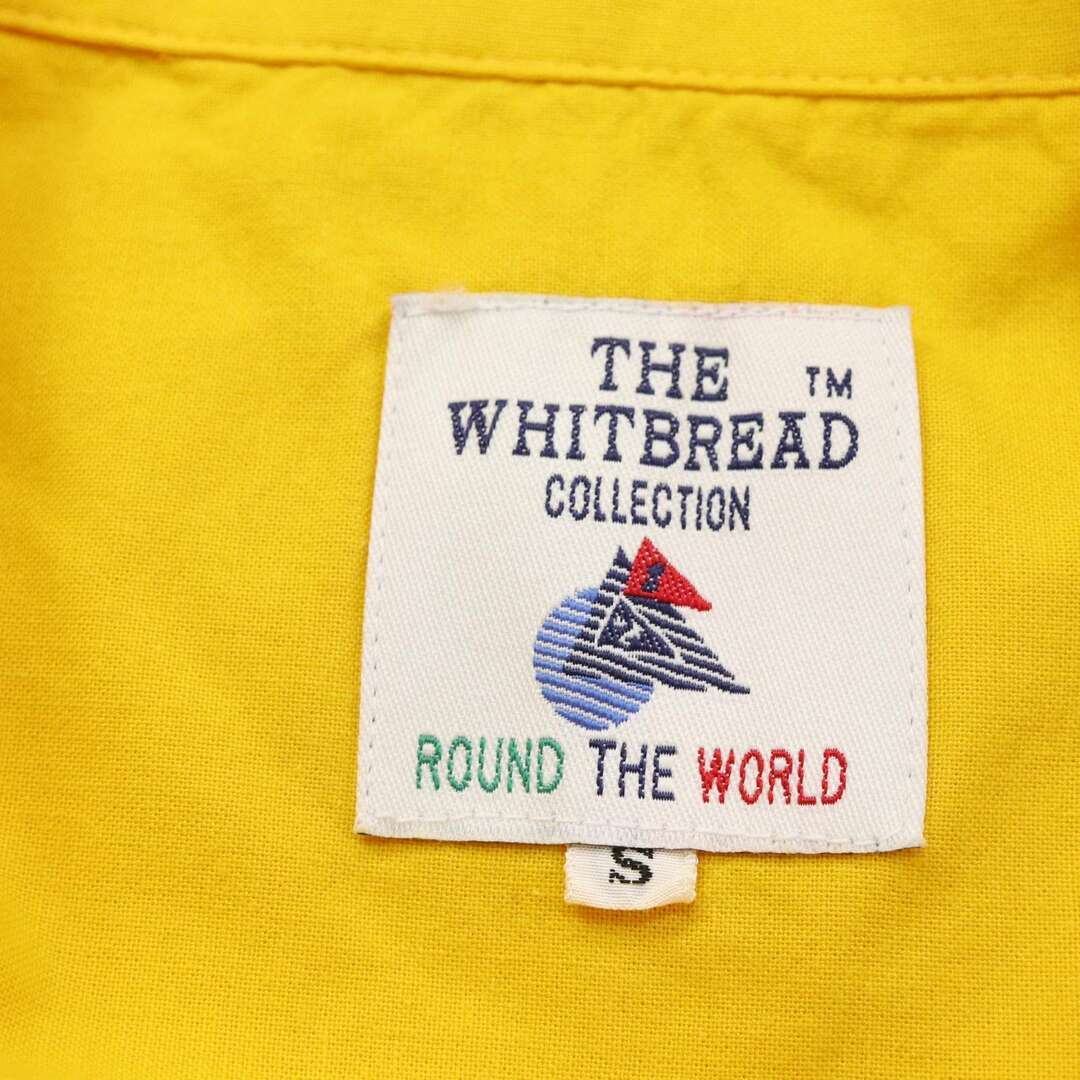 THE
TM
WHITBREAD
COLLECTION
ROUND THE WORLD
S